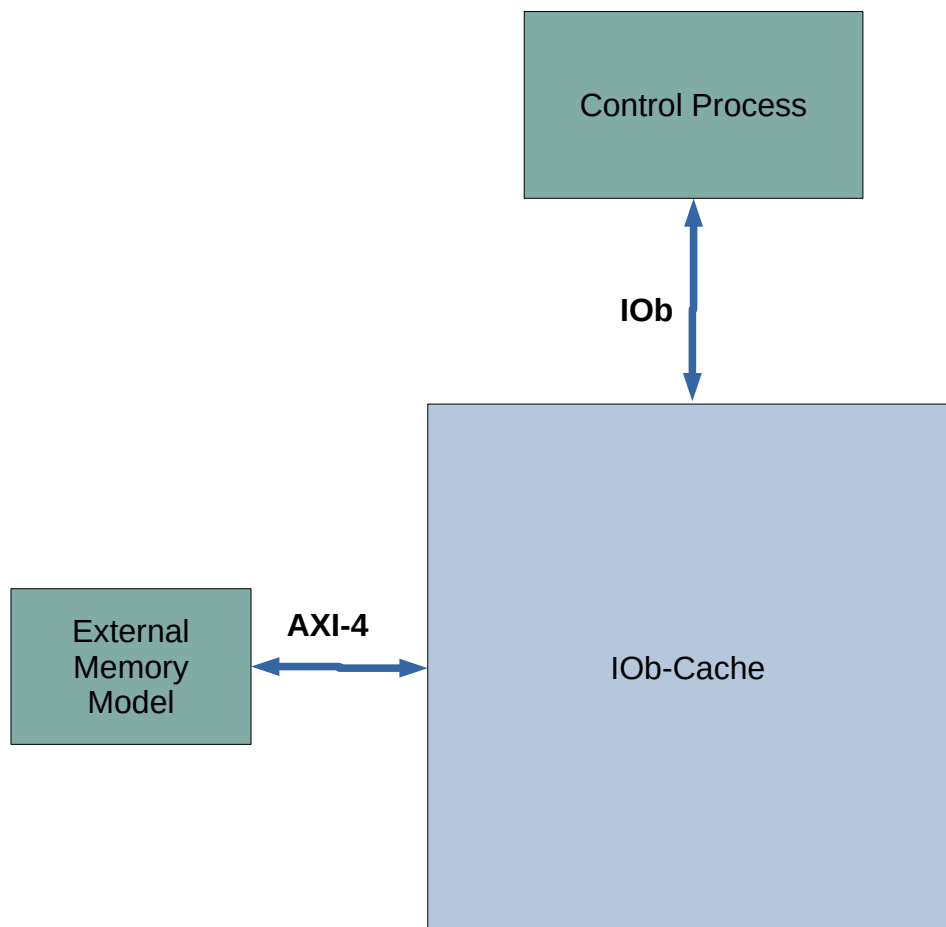 Control Process
IOb
AXI-4
External
Memory
Model
IOb-Cache